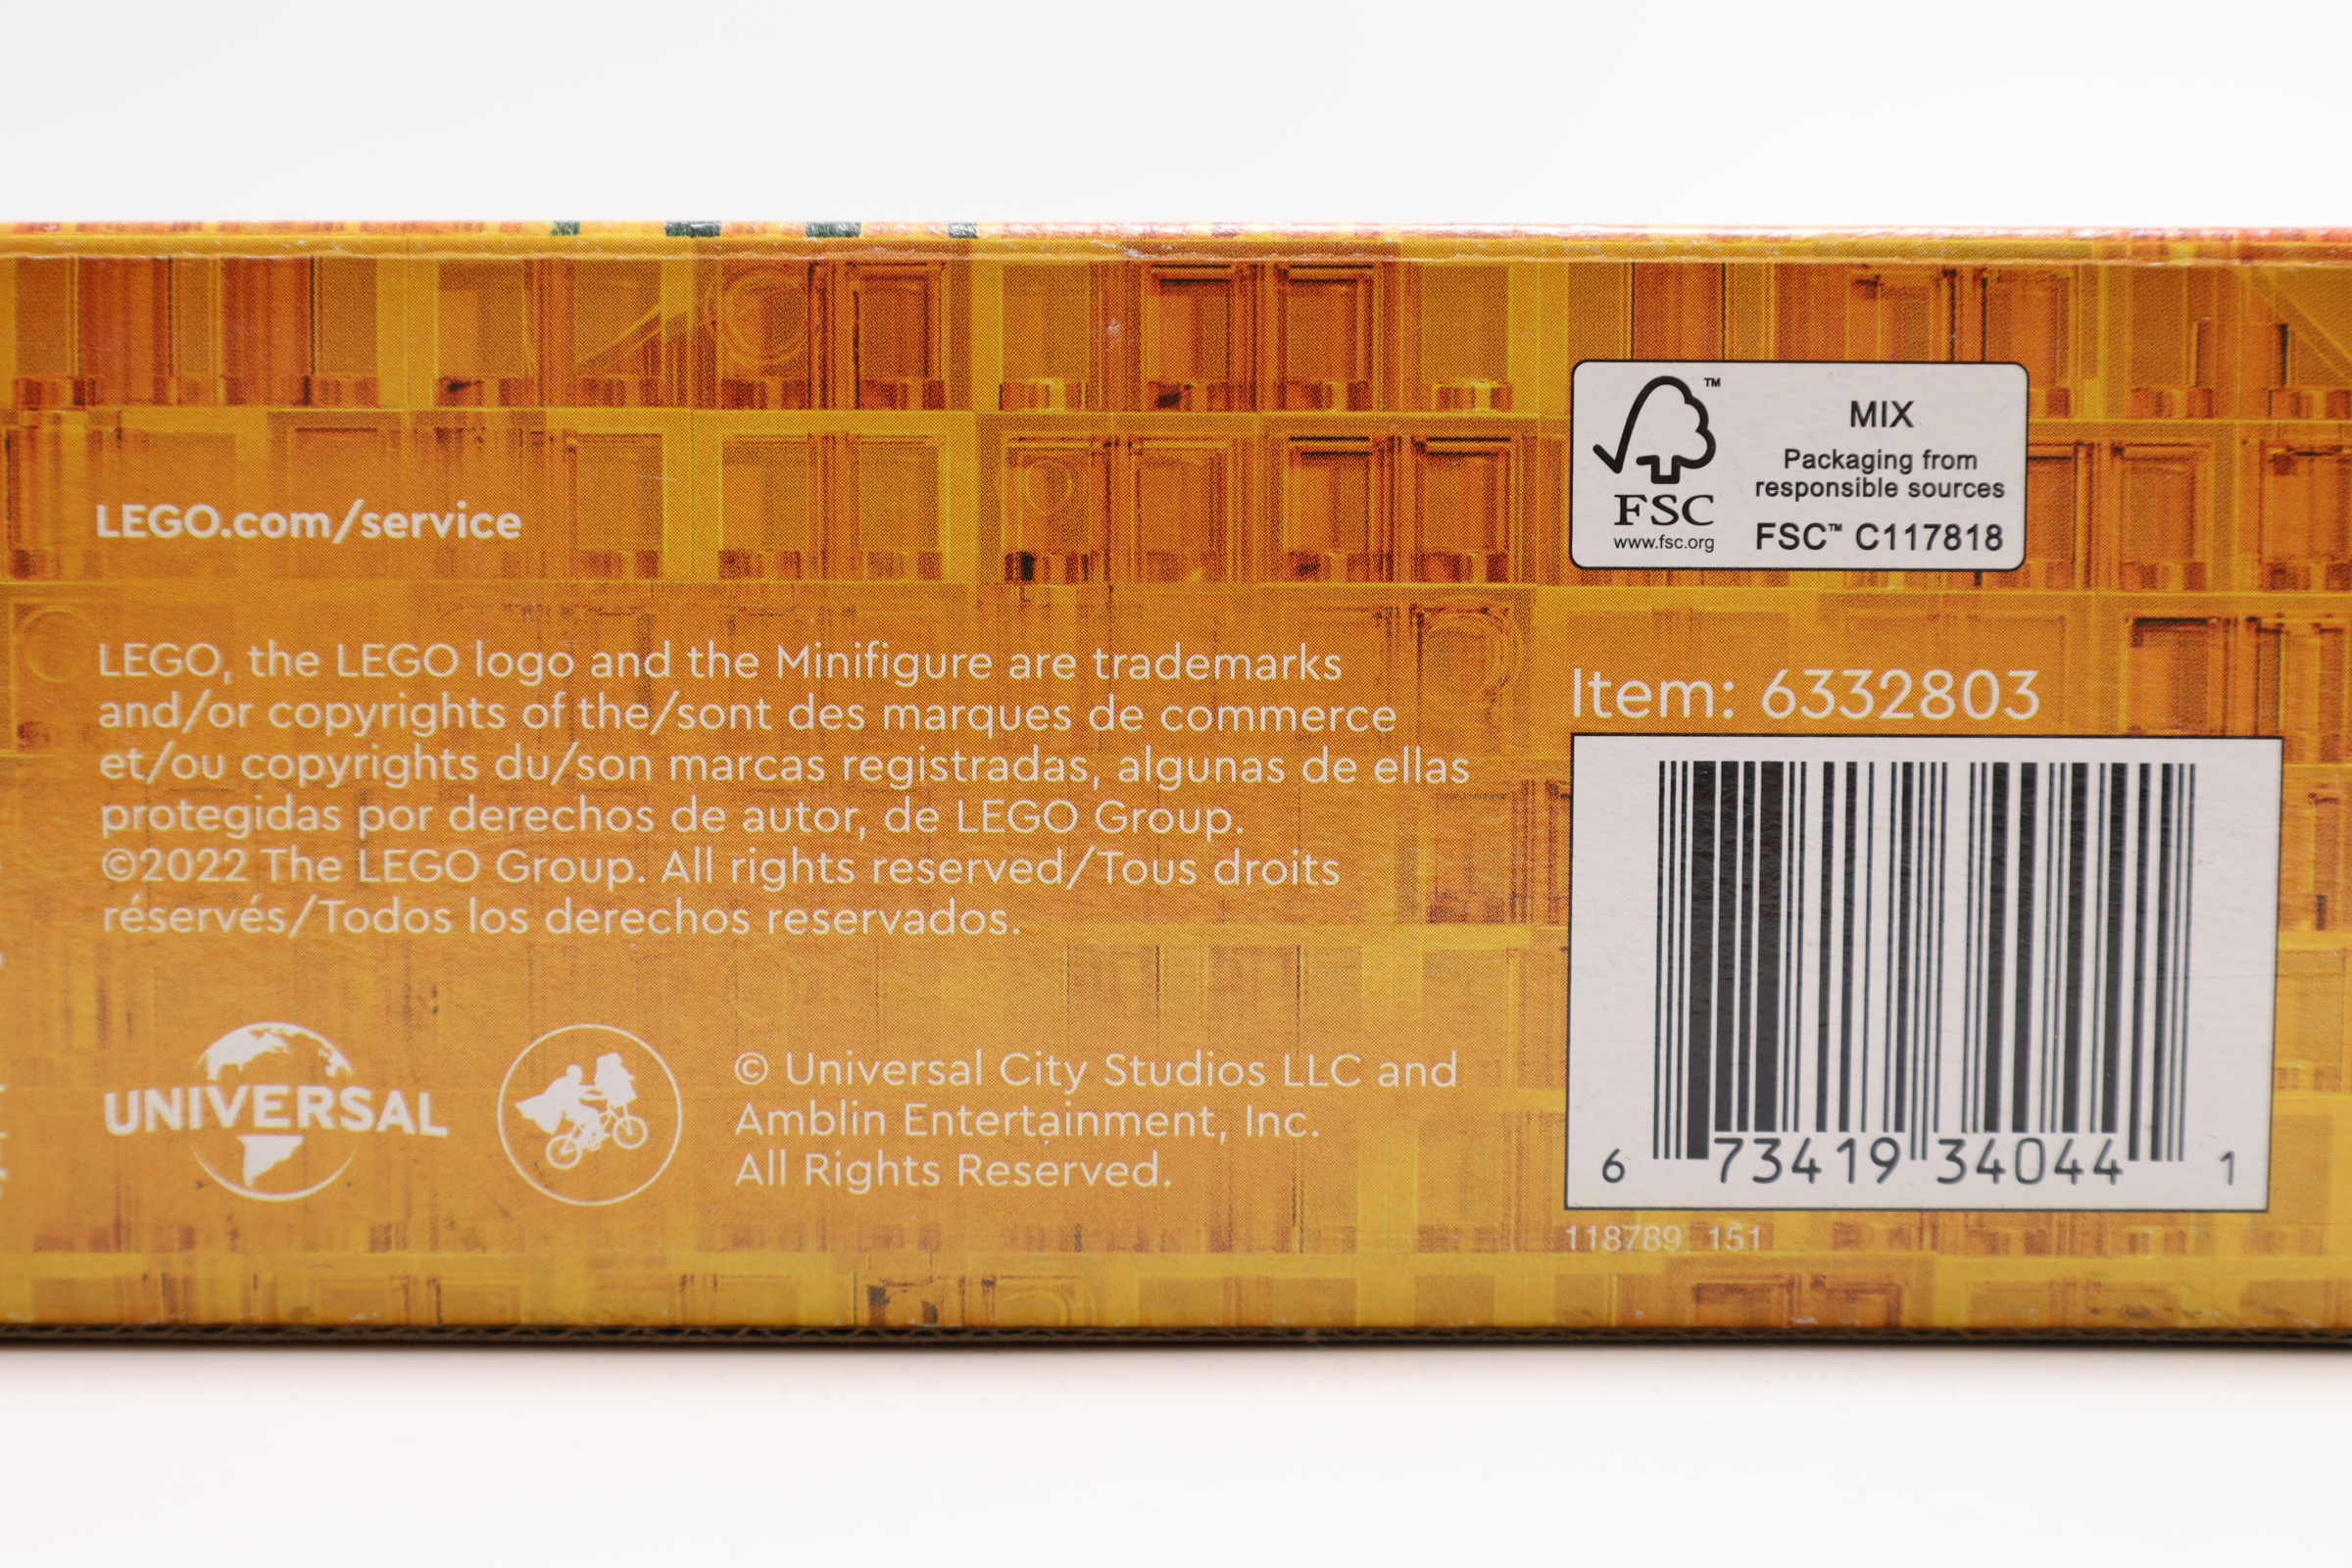 LEGO.com/service
LEGO, the LEGO logo and the Minifigure are trademarks
and/or copyrights of the/sont des marques de commerce
et/ou copyrights du/son marcas registradas, algunas de ellas
protegidas por derechos de autor, de LEGO Group.
©2022 The LEGO Group. All rights reserved/Tous droits
réservés/Todos los derechos reservados.
UNIVERSAL
© Universal City Studios LLC and
Amblin Entertainment, Inc.
All Rights Reserved.
™
FSC
www.fsc.org
MIX
Packaging from
responsible sources
FSC™ C117818
Item: 6332803
6 73419 34044 1
118789_151